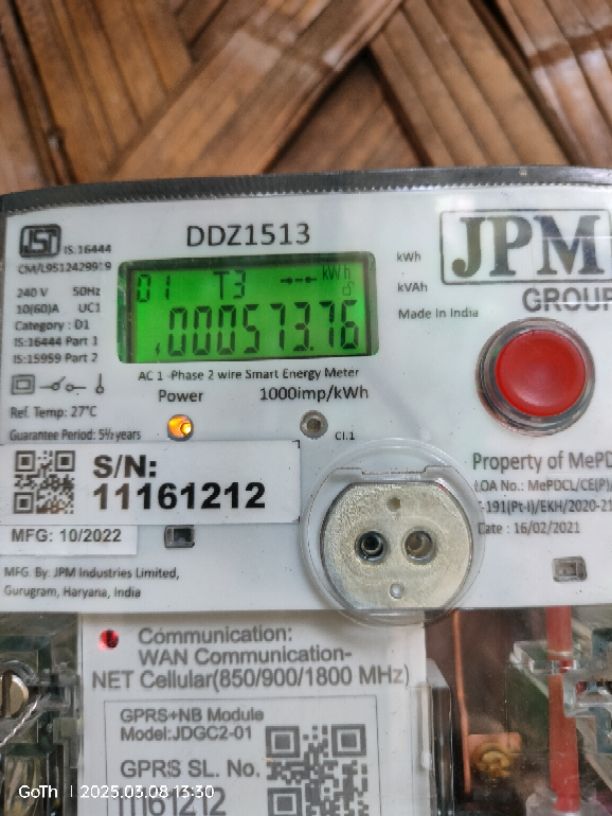 DDZ1513
IS:16444
CM/L9512429919
240 V 50Hz
10(60)A UC1
Category : D1
IS:16444 Part 1
IS:15959 Part 2
Ref. Temp: 27°C
Guarantee Period: 5½ years
01 T3 kWh
000573.76
kWh
kVAh
Made in India
JPM
GROUP
AC 1 -Phase 2 wire Smart Energy Meter
Power 1000imp/kWh
Cl.1
S/N:
11161212
MFG: 10/2022
MFG. By: JPM Industries Limited,
Gurugram, Haryana, India
Property of MePD
LOA No.: MePDCL/CE(P)/
-191(Pt-I)/EKH/2020-21
Date : 16/02/2021
Communication:
WAN Communication-
NET Cellular(850/900/1800 MHz)
GPRS+NB Module
Model:JDGC2-01
GPRS SL. No.
11161212
GoTh | 2025.03.08 13:30